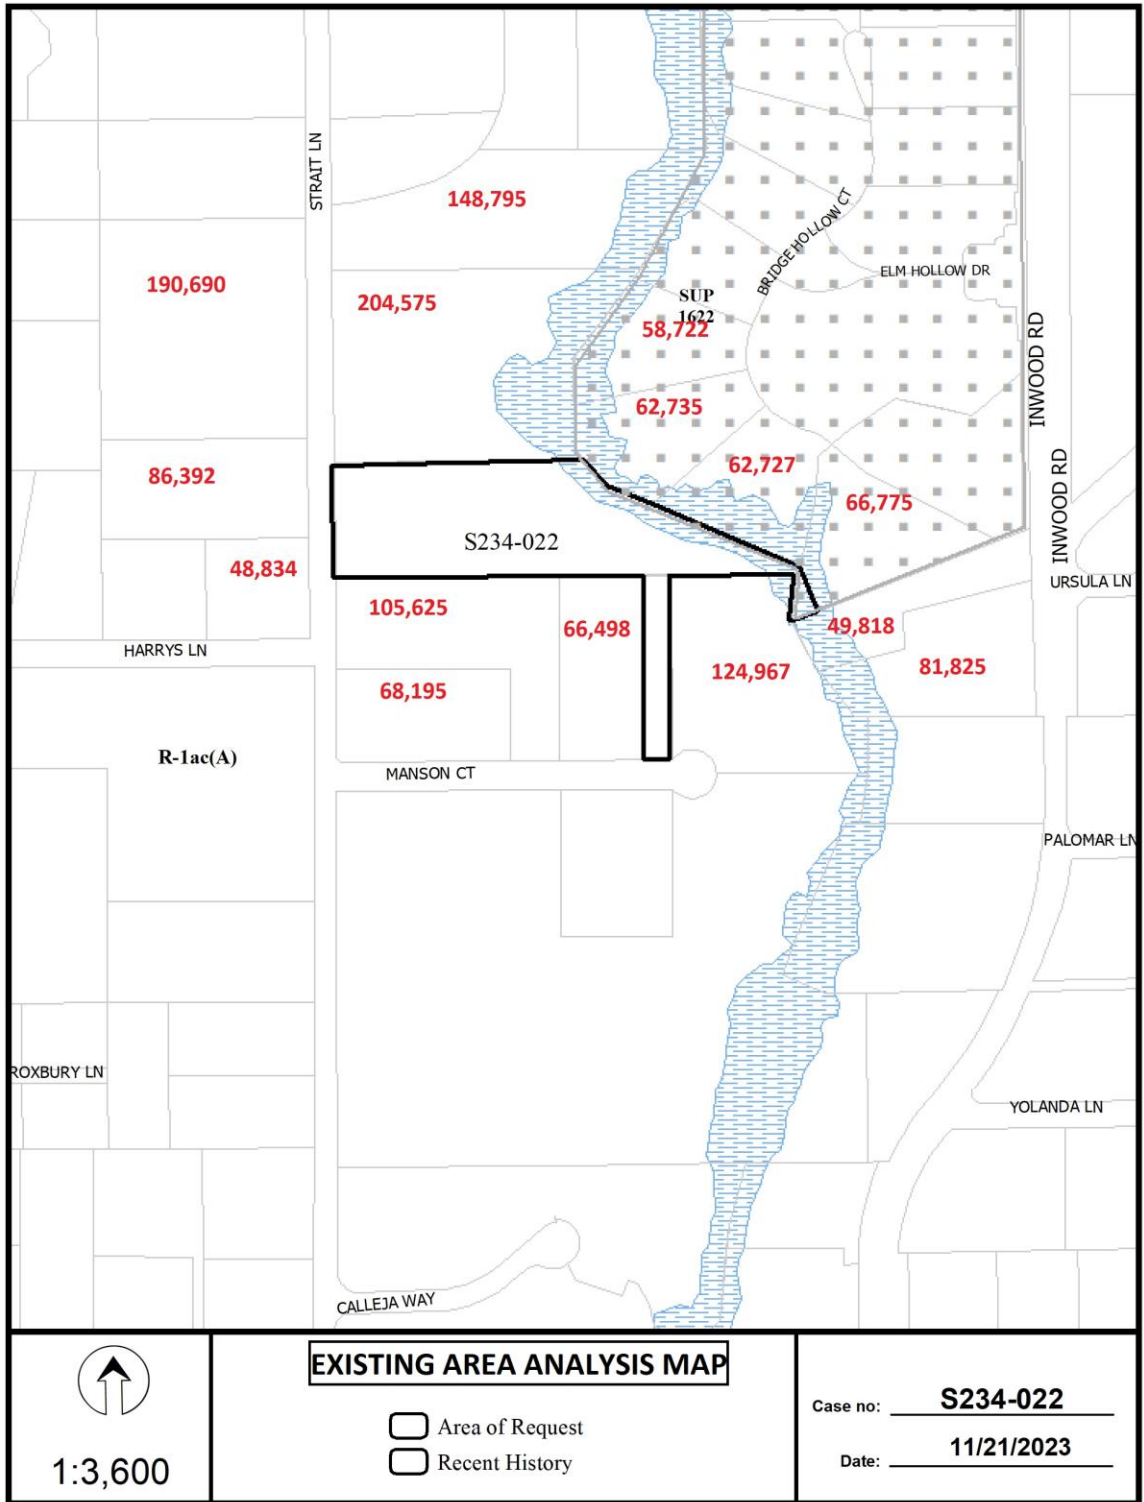 STRAIT LN
148,795
BRIDGE HOLLOW CT
ELM HOLLOW DR
190,690
204,575
SUP
1622
58,722
INWOOD RD
62,735
86,392
62,727
66,775
INWOOD RD
S234-022
48,834
URSULA LN
105,625
66,498
49,818
HARRYS LN
124,967
81,825
68,195
R-1ac(A)
MANSON CT
PALOMAR LN
ROXBURY LN
YOLANDA LN
CALLEJA WAY
1:3,600
EXISTING AREA ANALYSIS MAP
Area of Request
Recent History
Case no: S234-022
Date: 11/21/2023